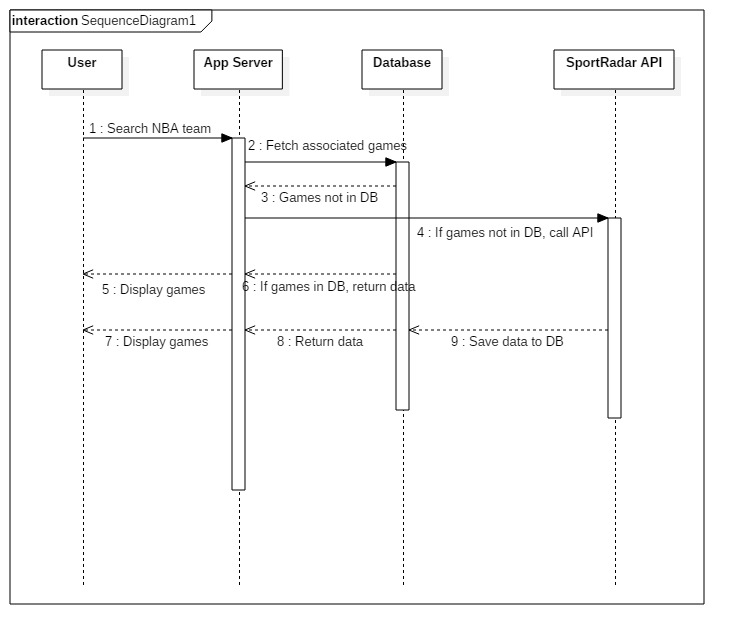 interaction SequenceDiagram1
User
App Server
Database
SportRadar API
1 : Search NBA team
2 : Fetch associated games
3 : Games not in DB
4 : If games not in DB, call API
5 : Display games
6 : If games in DB, return data
7 : Display games
8 : Return data
9 : Save data to DB